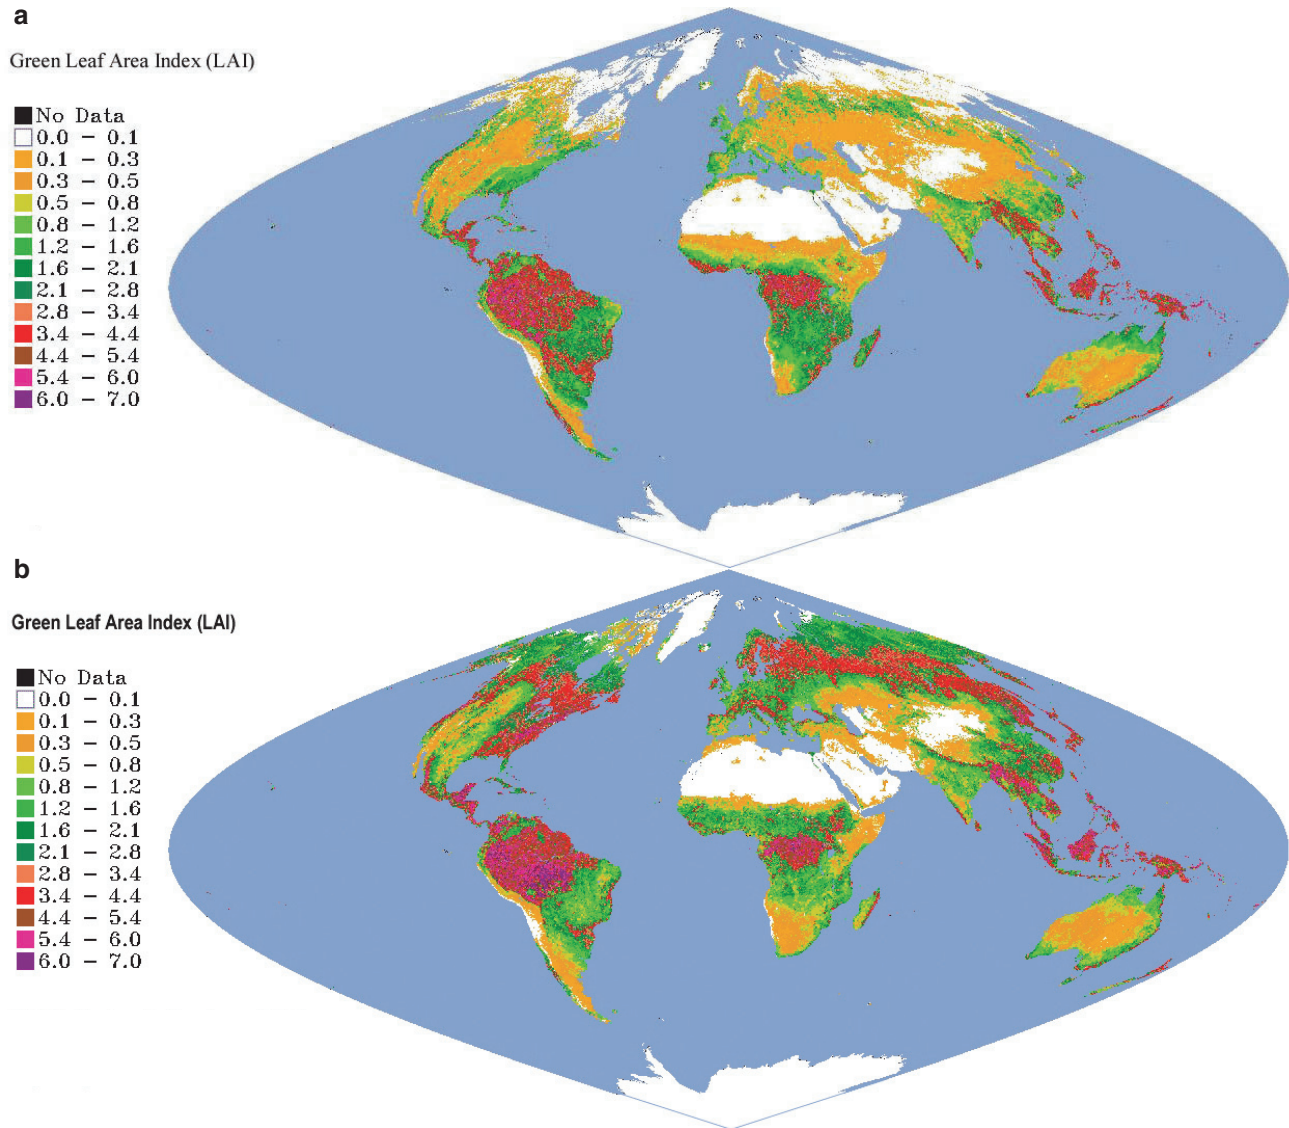 a
Green Leaf Area Index (LAI)
No Data
0.0 - 0.1
0.1 - 0.3
0.3 - 0.5
0.5 - 0.8
0.8 - 1.2
1.2 - 1.6
1.6 - 2.1
2.1 - 2.8
2.8 - 3.4
3.4 - 4.4
4.4 - 5.4
5.4 - 6.0
6.0 - 7.0
b
Green Leaf Area Index (LAI)
No Data
0.0 - 0.1
0.1 - 0.3
0.3 - 0.5
0.5 - 0.8
0.8 - 1.2
1.2 - 1.6
1.6 - 2.1
2.1 - 2.8
2.8 - 3.4
3.4 - 4.4
4.4 - 5.4
5.4 - 6.0
6.0 - 7.0